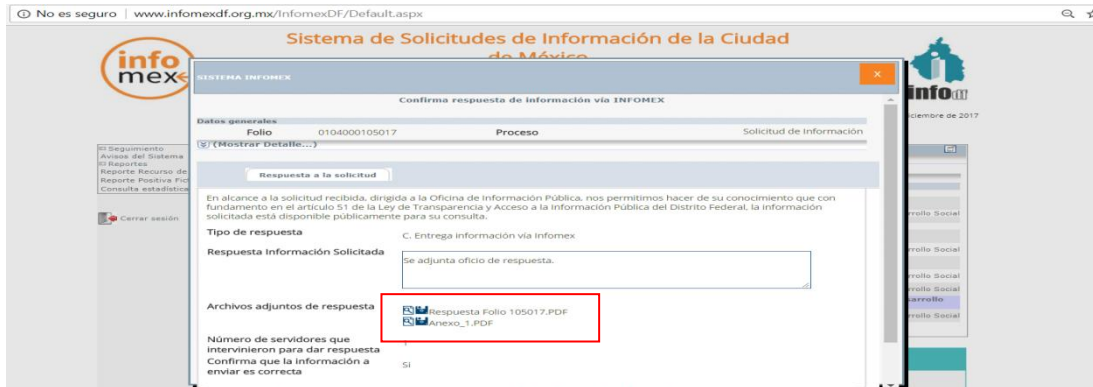 No es seguro | www.infomexdf.org.mx/InfomexDF/Default.aspx
Sistema de Solicitudes de Información de la Ciudad
de México
info
mex
info
SISTEMA INFOMEX
x
Confirma respuesta de información vía INFOMEX
iciembre de 2017
Datos generales
Folio 0104000105017 Proceso Solicitud de Información
(Mostrar Detalle...)
Seguimiento
Avisos del Sistema
Reportes
Reporte Recurso de
Reporte Positiva Fic
Consulta estadística
Cerrar sesión
Respuesta a la solicitud
En alcance a la solicitud recibida, dirigida a la Oficina de Información Pública, nos permitimos hacer de su conocimiento que con
fundamento en el artículo 51 de la Ley de Transparencia y Acceso a la Información Pública del Distrito Federal, la información
solicitada está disponible públicamente para su consulta.
Tipo de respuesta C. Entrega información vía Infomex
Respuesta Información Solicitada Se adjunta oficio de respuesta.
Archivos adjuntos de respuesta Respuesta Folio 105017.PDF
Anexo_1.PDF
Número de servidores que
intervinieron para dar respuesta
Confirma que la información a
enviar es correcta Si
rrollo Social
rrollo Social
rrollo Social
rrollo Social
arrollo
rrollo Social